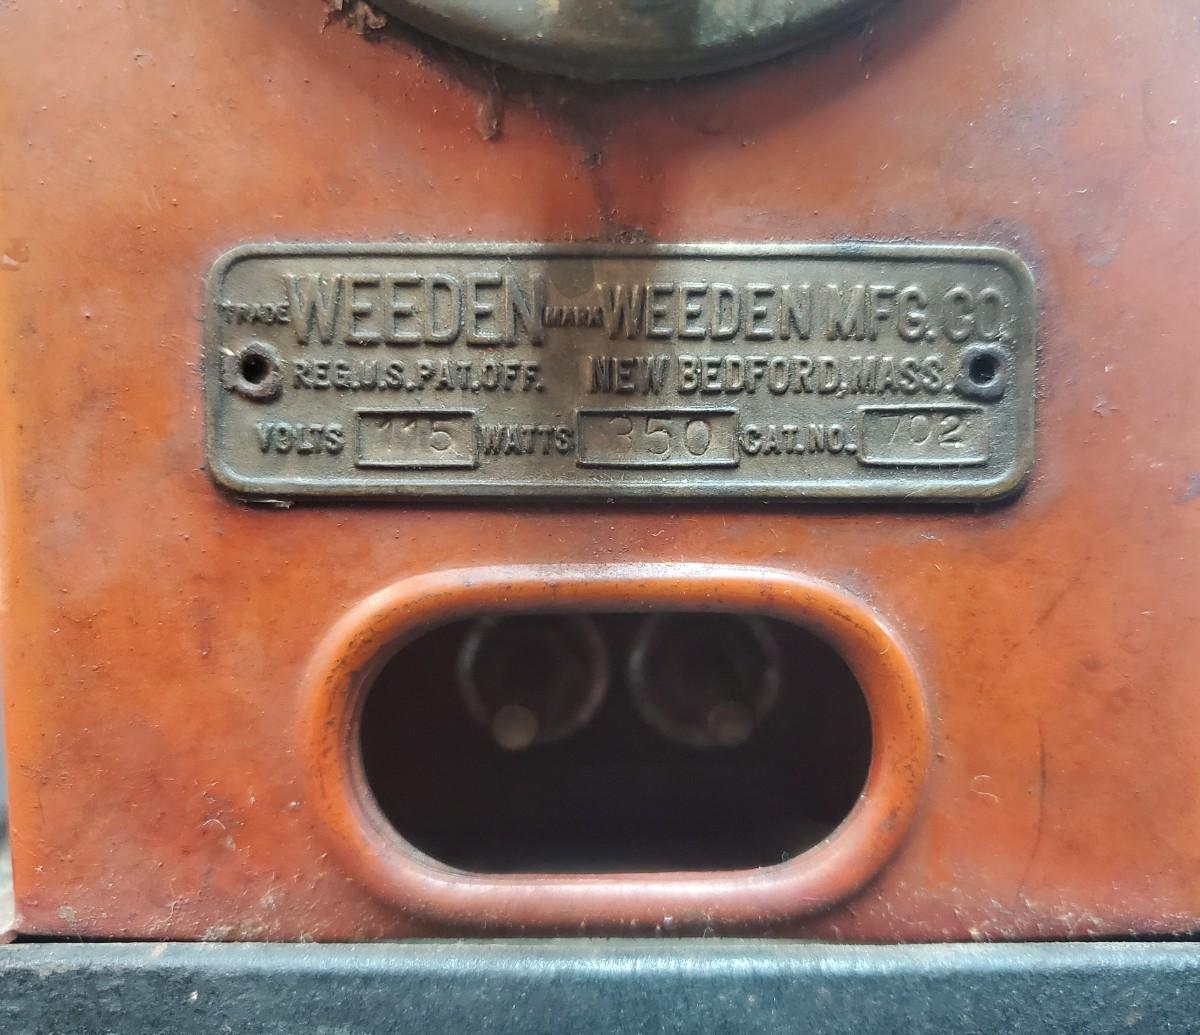 TRADE WEEDEN MARK WEEDEN MFG. CO.
REG.U.S.PAT.OFF. NEW BEDFORD, MASS.
VOLTS 115 WATTS 350 CAT.NO. 702